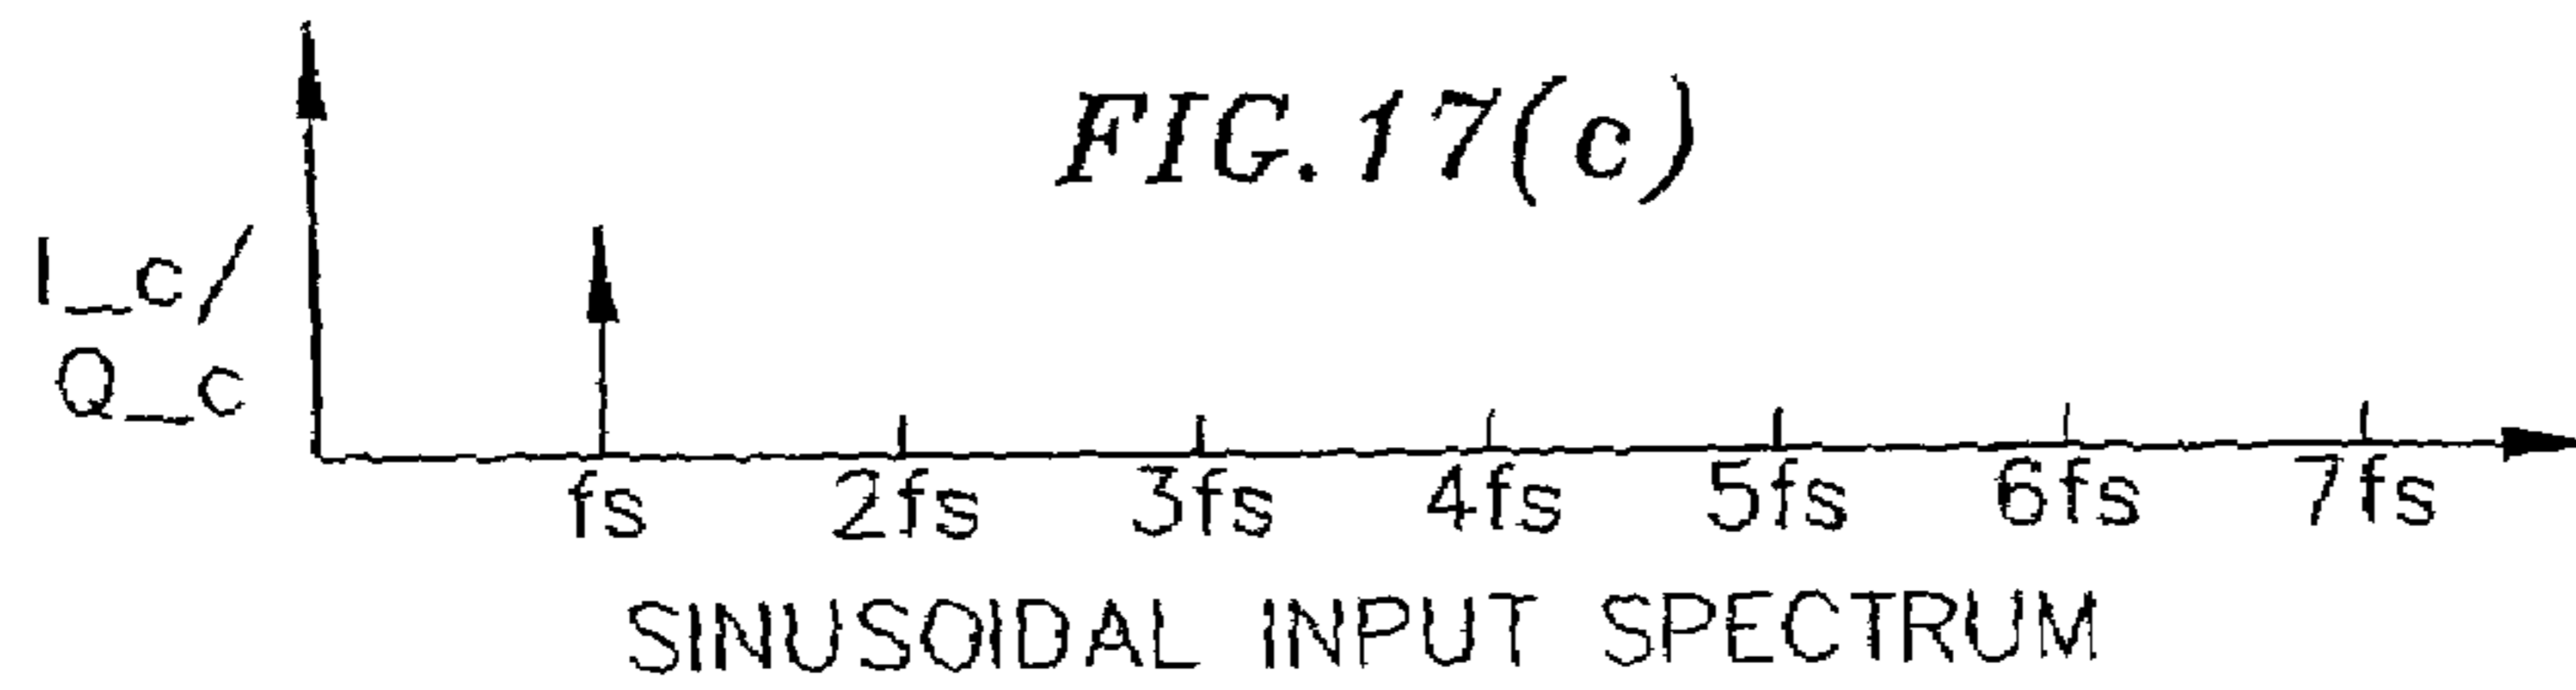 FIG. 17(c)
I_c/
Q_c
fs 2fs 3fs 4fs 5fs 6fs 7fs
SINUSOIDAL INPUT SPECTRUM